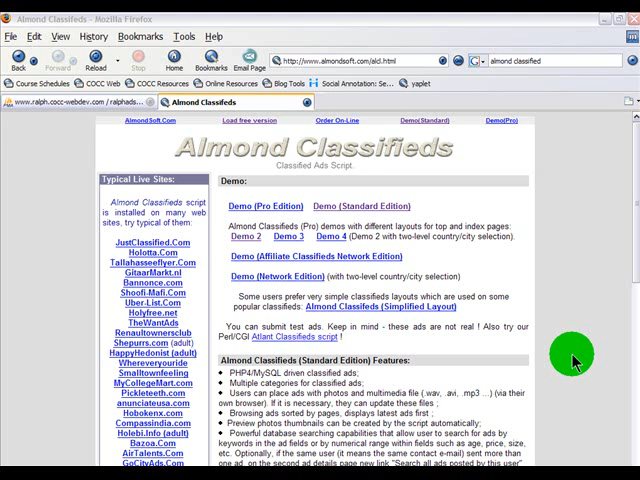 Almond Classifeds - Mozilla Firefox
File Edit View History Bookmarks Tools Help
Back Forward Reload Stop Home Bookmarks Email Page http://www.almondsoft.com/ald.html almond classified
Course Schedules COCC Web COCC Resources Online Resources Blog Tools Social Annotation: Se... yaplet
www.ralph.cocc-webdev.com / ralphads... Almond Classifeds
AlmondSoft.Com Load free version Order On-Line Demo(Standard) Demo(Pro)
Almond Classifieds
Classified Ads Script.
Typical Live Sites:
Almond Classifieds script
is installed on many web
sites, try typical of them:
JustClassified.Com
Holotta.Com
Tallahasseeflyer.Com
GitaarMarkt.nl
Bannonce.com
Shoofi-Mafi.Com
Uber-List.Com
Holyfree.net
TheWantAds
Renaultownersclub
Shepurrs.com (adult)
HappyHedonist (adult)
Whereveryouride
Smalltownfeeling
MyCollegeMart.com
Pickleteeth.com
anunciateusa.com
Hobokenx.com
Compassindia.com
Holebi.Info (adult)
Bazoa.Com
AirTalents.Com
GoCityAds.Com
Demo:
Demo (Pro Edition) Demo (Standard Edition)
Almond Classifieds (Pro) demos with different layouts for top and index pages:
Demo 2 Demo 3 Demo 4 (Demo 2 with two-level country/city selection).
Demo (Affiliate Classifieds Network Edition)
Demo (Network Edition) (with two-level country/city selection)
Some users prefer very simple classifieds layouts which are used on some
popular classifieds: Almond Classifeds (Simplified Layout)
You can submit test ads. Keep in mind - these ads are not real ! Also try our
Perl/CGI Atlant Classifieds script !
Almond Classifieds (Standard Edition) Features:
PHP4/MySQL driven classified ads;
Multiple categories for classified ads;
Users can place ads with photos and multimedia file (.wav, .avi, .mp3 ...) (via their
own browser). If it is necessary, they can update these files ;
Browsing ads sorted by pages, displays latest ads first ;
Preview photos thumbnails can be created by the script automatically;
Powerful database searching capabilities that allow user to search for ads by
keywords in the ad fields or by numerical range within fields such as age, price, size,
etc. Optionally, if the same user (it means the same contact e-mail) sent more than
one ad, on the second ad details page new link "Search all ads posted by this user"